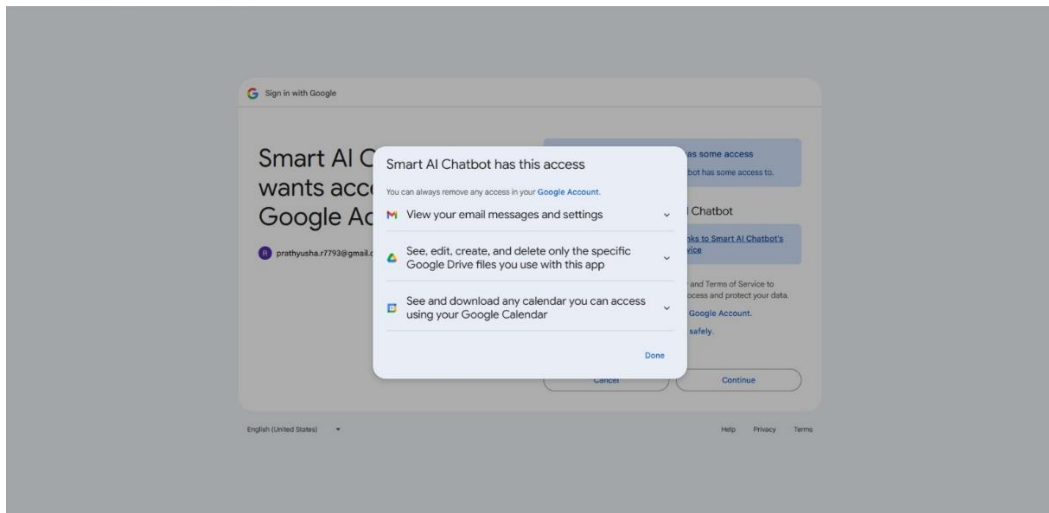 Sign in with Google
Smart AI C
wants acc
Google Ac
prathyusha.r7793@gmail.c
Smart AI Chatbot has this access
You can always remove any access in your Google Account.
View your email messages and settings
See, edit, create, and delete only the specific
Google Drive files you use with this app
See and download any calendar you can access
using your Google Calendar
Done
as some access
bot has some access to.
Chatbot
nks to Smart AI Chatbot's
vice
and Terms of Service to
ocess and protect your data.
Google Account.
safely.
Cancel
Continue
English (United States)
Help Privacy Terms